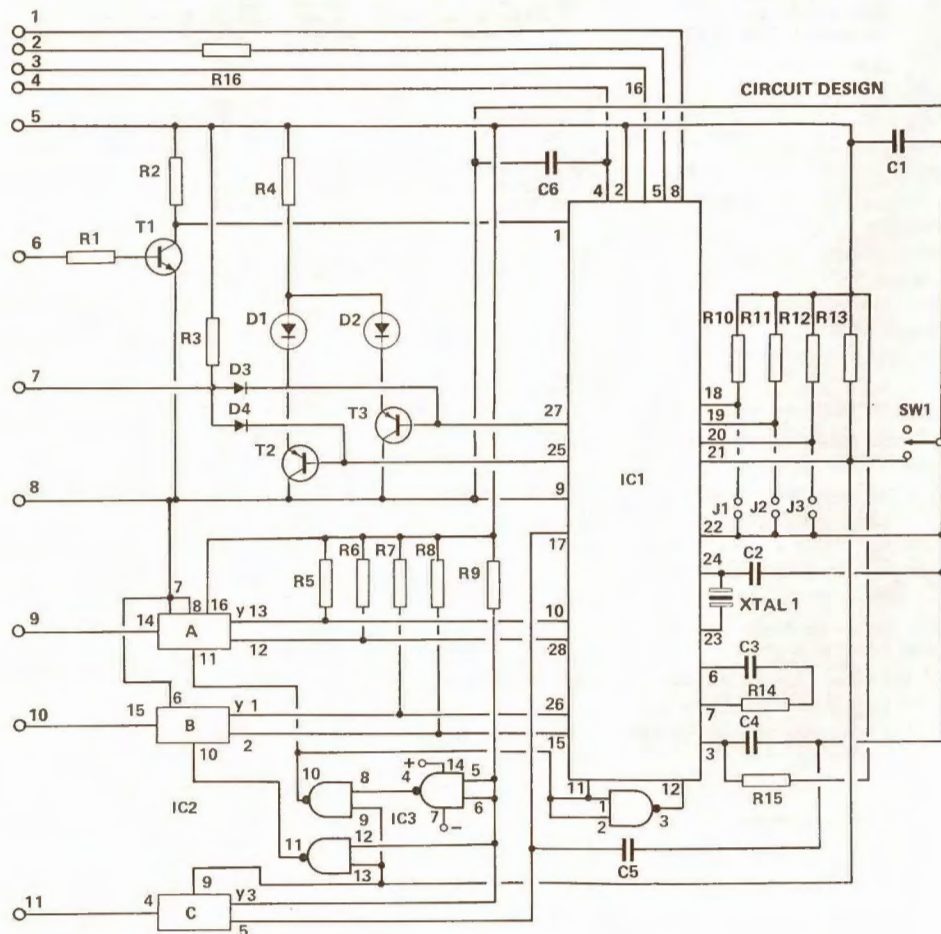 1
2
3
4
R16
16
CIRCUIT DESIGN
5
R2
R4
C6
C1
4 2 5 8
6
R1
T1
1
R3
D1 D2
R10 R11 R12 R13
7
D3
D4
T3
T2
27
25
18
19
20
21
SW1
8
9
IC1
J1 J2 J3
22
17
R5 R6 R7 R8 R9
24
C2
XTAL 1
23
7
8 16 y 13
9
14 A
12
11
10
28
C3
6
R14
7
6
10
15 B
y 1
2
10
26
15
C4
3
R15
IC2
10 8
9
4 + 14 5
6
7 -
IC3
11 12
13
11 12
1
2 3
C5
9
11
4 C
y3
5